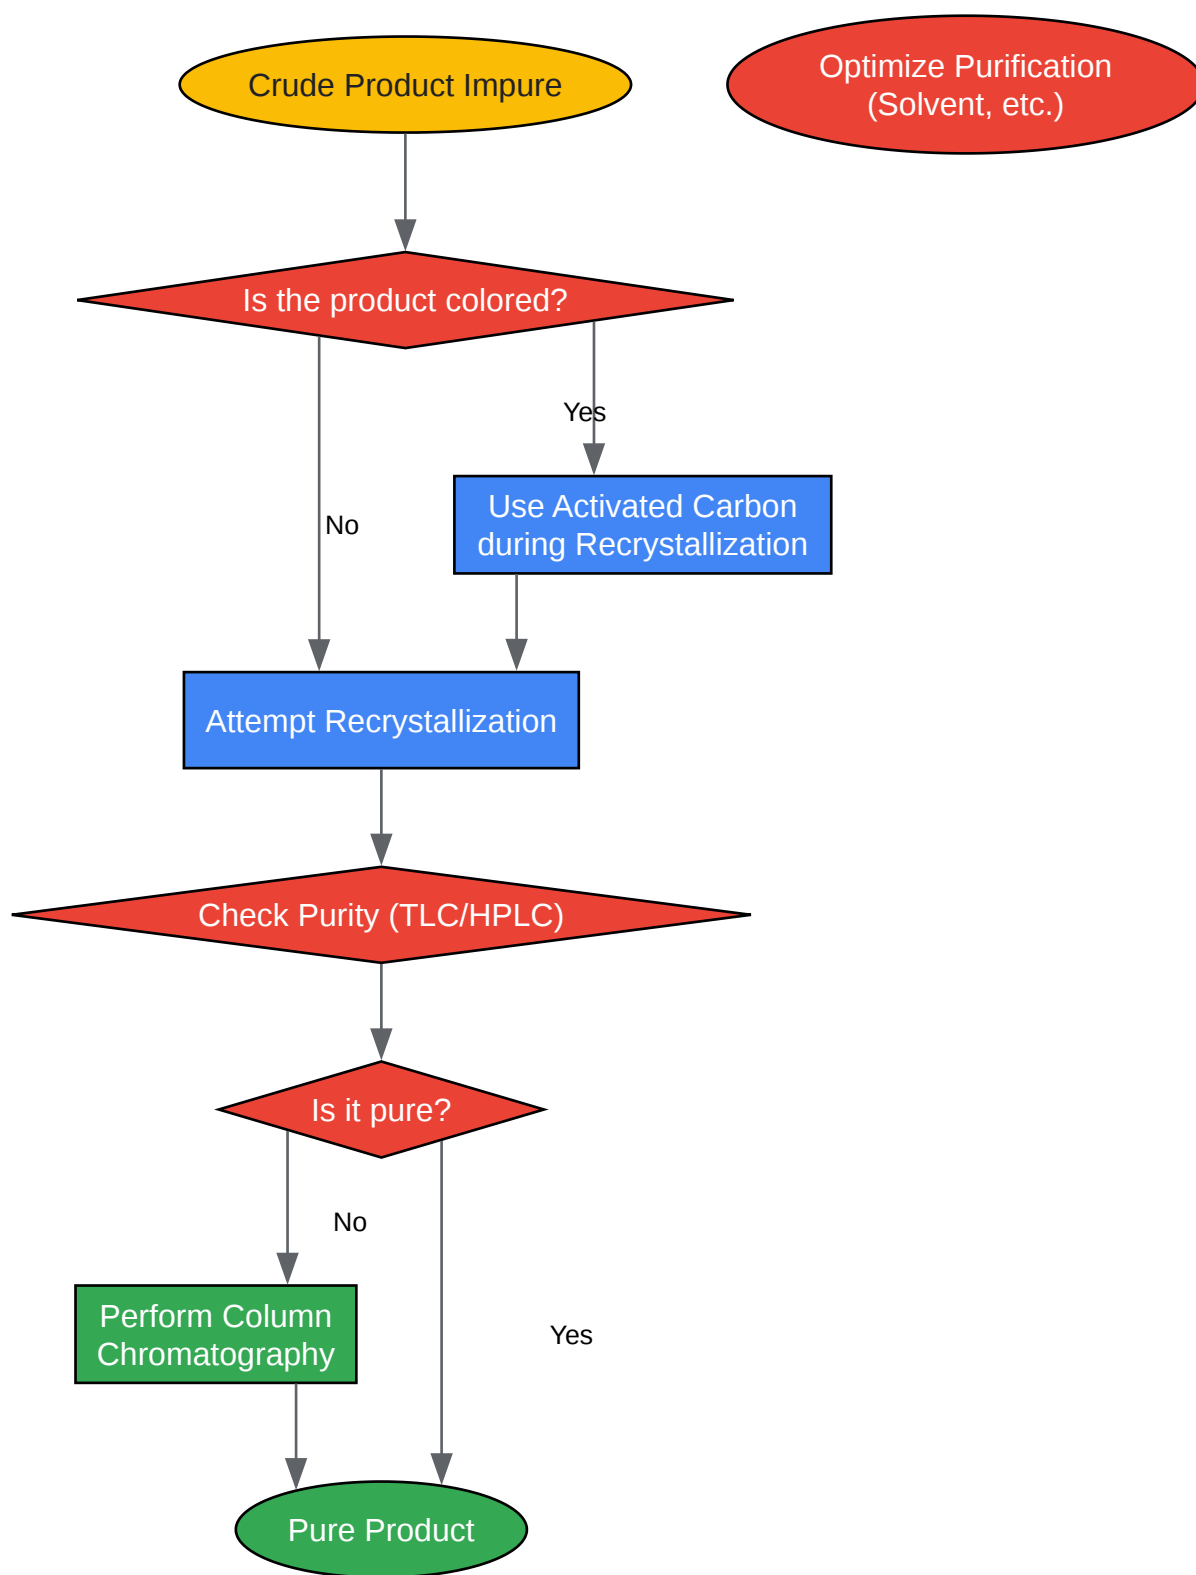 Crude Product Impure
Optimize Purification
(Solvent, etc.)
Is the product colored?
Yes
Use Activated Carbon
during Recrystallization
No
Attempt Recrystallization
Check Purity (TLC/HPLC)
Is it pure?
No
Perform Column
Chromatography
Yes
Pure Product